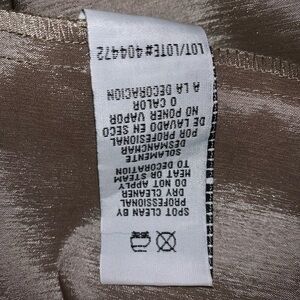 SPOT CLEAN BY
DRY CLEANER
DO NOT APPLY
HEAT OR STEAM
TO DECORATION
SOLAMENTE
DESMANCHAR
POR PROFESIONAL
DE LAVADO EN SECO
NO PONER VAPOR
O CALOR
A LA DECORACION
LOT/LOTE# 404472